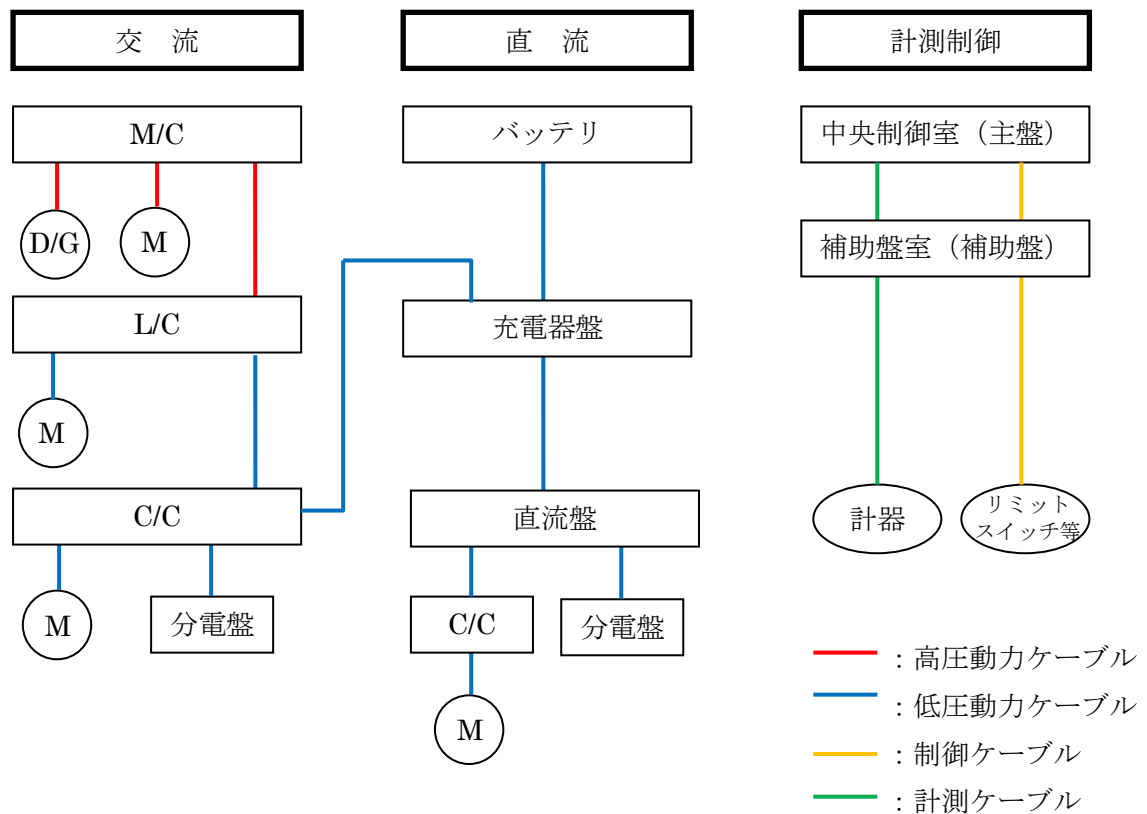 交　流
直　流
計測制御
M/C
バッテリ
中央制御室（主盤）
D/G
M
補助盤室（補助盤）
L/C
充電器盤
M
C/C
直流盤
計器
リミット
スイッチ等
M
分電盤
C/C
分電盤
M
：高圧動力ケーブル
：低圧動力ケーブル
：制御ケーブル
：計測ケーブル